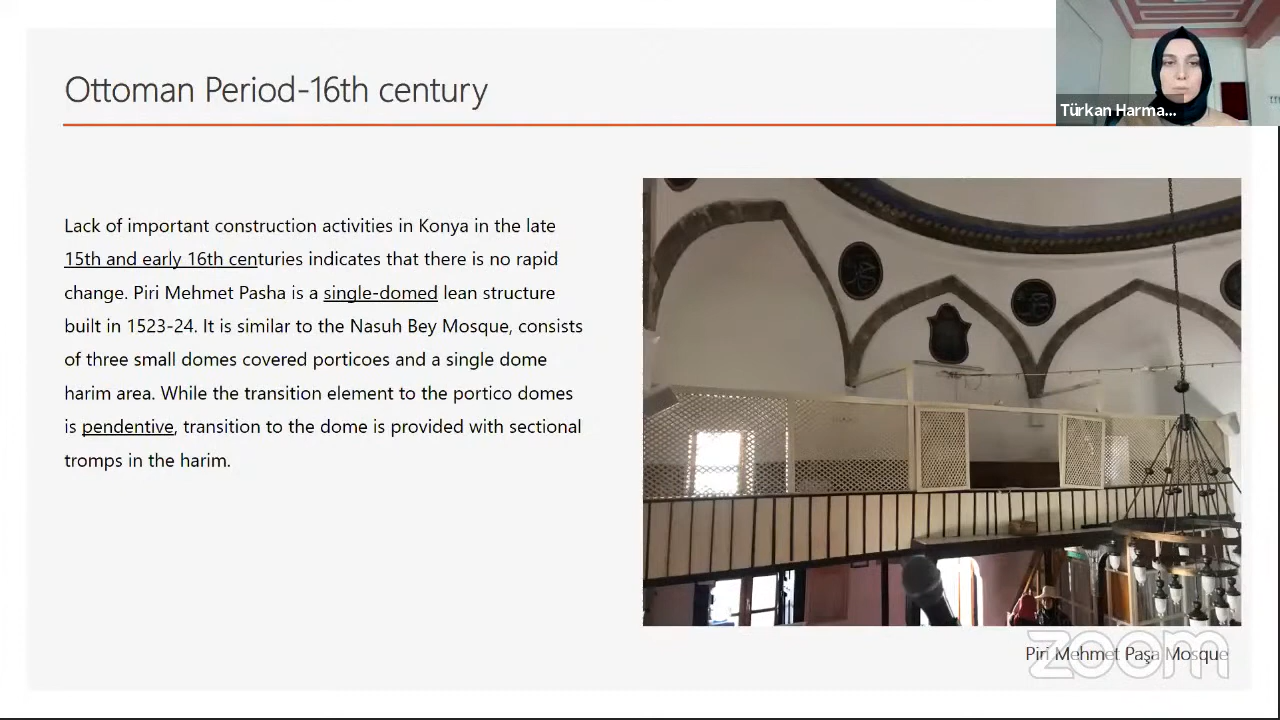 Ottoman Period-16th century
Türkan Harma...
Lack of important construction activities in Konya in the late
15th and early 16th centuries indicates that there is no rapid
change. Piri Mehmet Pasha is a single-domed lean structure
built in 1523-24. It is similar to the Nasuh Bey Mosque, consists
of three small domes covered porticoes and a single dome
harim area. While the transition element to the portico domes
is pendentive, transition to the dome is provided with sectional
tromps in the harim.
Piri Mehmet Paşa Mosque
zoom